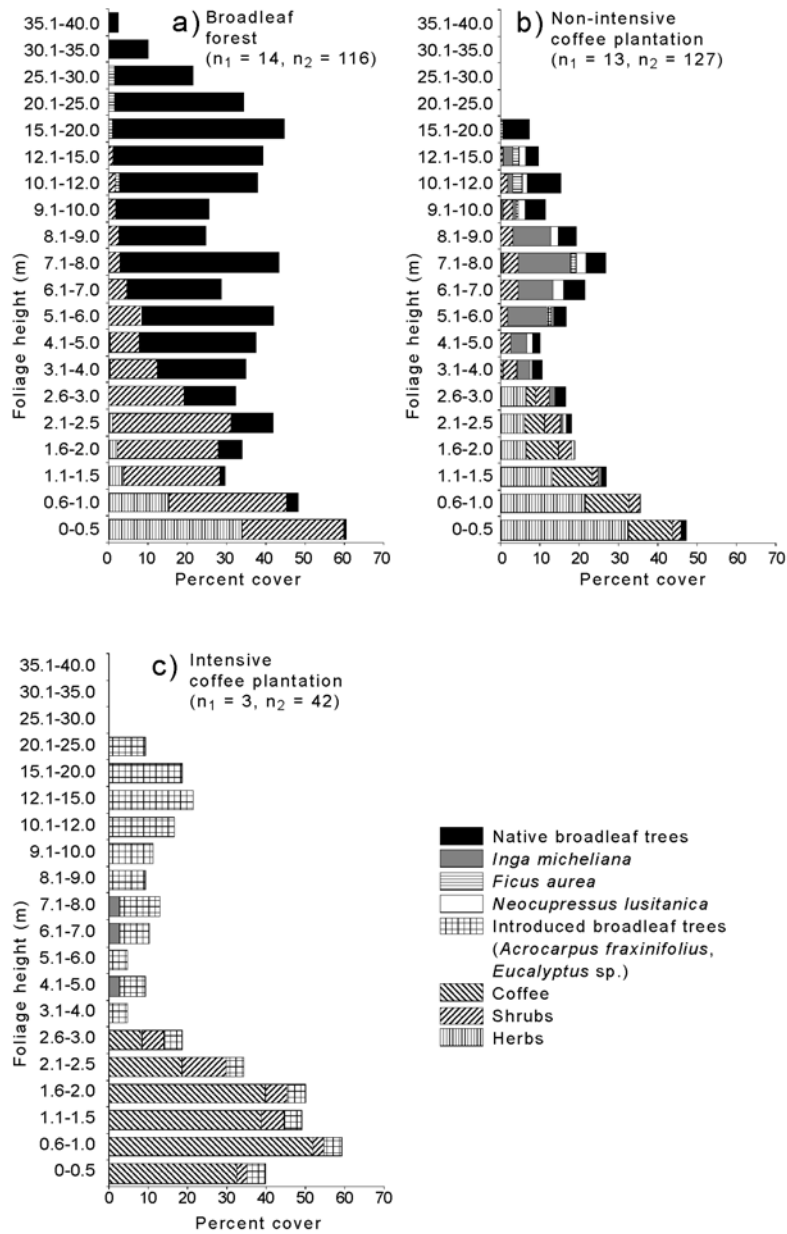 a) Broadleaf
forest
(n1 = 14, n2 = 116)
35.1-40.0
30.1-35.0
25.1-30.0
20.1-25.0
15.1-20.0
12.1-15.0
10.1-12.0
9.1-10.0
8.1-9.0
7.1-8.0
6.1-7.0
5.1-6.0
4.1-5.0
3.1-4.0
2.6-3.0
2.1-2.5
1.6-2.0
1.1-1.5
0.6-1.0
0-0.5
Foliage height (m)
0 10 20 30 40 50 60 70
Percent cover
b) Non-intensive
coffee plantation
(n1 = 13, n2 = 127)
35.1-40.0
30.1-35.0
25.1-30.0
20.1-25.0
15.1-20.0
12.1-15.0
10.1-12.0
9.1-10.0
8.1-9.0
7.1-8.0
6.1-7.0
5.1-6.0
4.1-5.0
3.1-4.0
2.6-3.0
2.1-2.5
1.6-2.0
1.1-1.5
0.6-1.0
0-0.5
Foliage height (m)
0 10 20 30 40 50 60 70
Percent cover
c) Intensive
coffee plantation
(n1 = 3, n2 = 42)
35.1-40.0
30.1-35.0
25.1-30.0
20.1-25.0
15.1-20.0
12.1-15.0
10.1-12.0
9.1-10.0
8.1-9.0
7.1-8.0
6.1-7.0
5.1-6.0
4.1-5.0
3.1-4.0
2.6-3.0
2.1-2.5
1.6-2.0
1.1-1.5
0.6-1.0
0-0.5
Foliage height (m)
0 10 20 30 40 50 60 70
Percent cover
Native broadleaf trees
Inga micheliana
Ficus aurea
Neocupressus lusitanica
Introduced broadleaf trees
(Acrocarpus fraxinifolius,
Eucalyptus sp.)
Coffee
Shrubs
Herbs